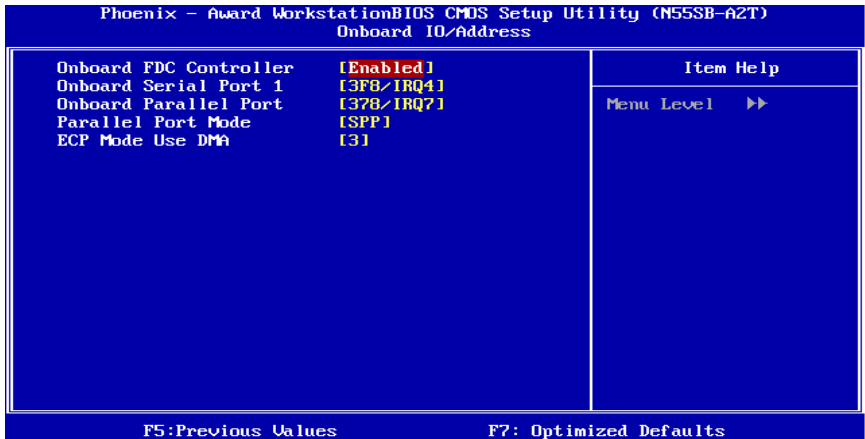 Phoenix - Award WorkstationBIOS CMOS Setup Utility (N55SB-A2T)
Onboard IO/Address
Onboard FDC Controller [Enabled]
Onboard Serial Port 1 [3F8/IRQ4]
Onboard Parallel Port [378/IRQ7]
Parallel Port Mode [SPP]
ECP Mode Use DMA [3]
Item Help
Menu Level ▶▶
F5:Previous Values F7: Optimized Defaults